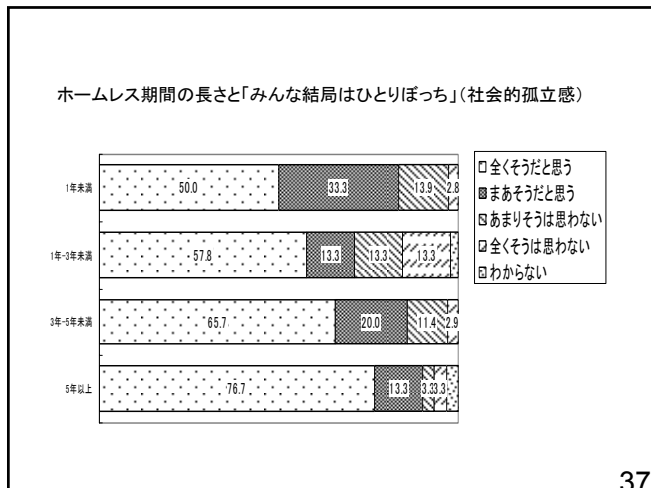 ホームレス期間の長さと「みんな結局はひとりぼっち」(社会的孤立感)
1年未満
50.0
33.3
13.9
2.8
1年-3年未満
57.8
13.3
13.3
13.3
3年-5年未満
65.7
20.0
11.4
2.9
5年以上
76.7
13.3
3.3
3.3
全くそうだと思う
まあそうだと思う
あまりそうは思わない
全くそうは思わない
わからない
37